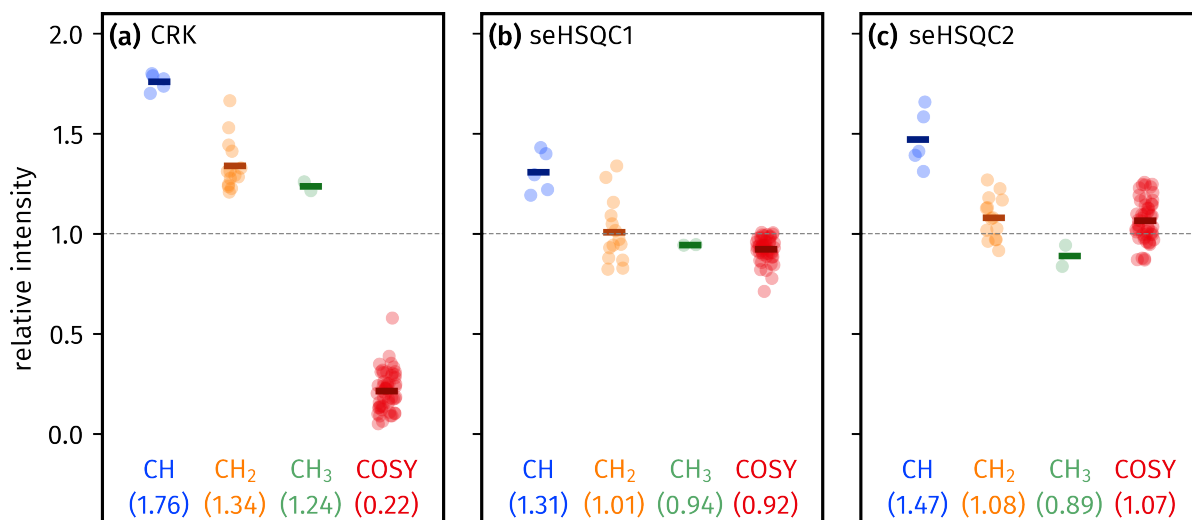 relative intensity
2.0
1.5
1.0
0.5
0.0
(a) CRK
CH CH₂ CH₃ COSY
(1.76) (1.34) (1.24) (0.22)
(b) seHSQC1
CH CH₂ CH₃ COSY
(1.31) (1.01) (0.94) (0.92)
(c) seHSQC2
CH CH₂ CH₃ COSY
(1.47) (1.08) (0.89) (1.07)